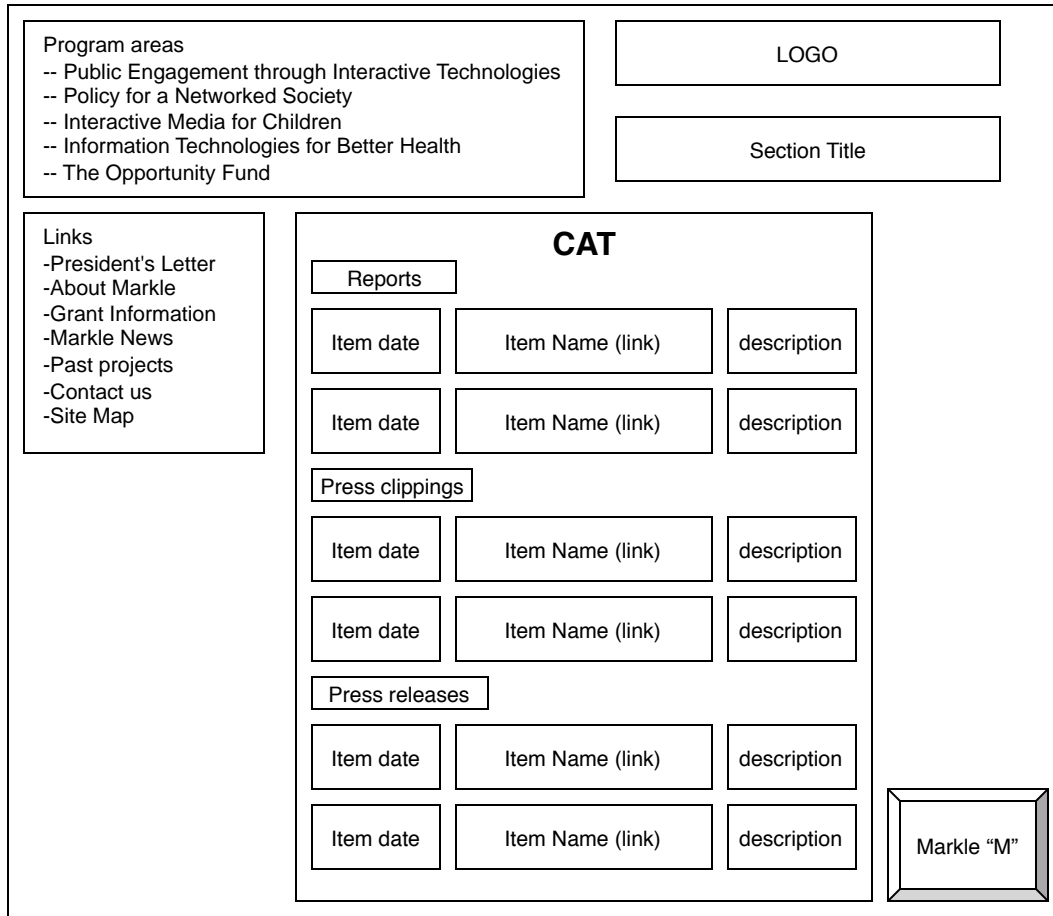 Program areas
-- Public Engagement through Interactive Technologies
-- Policy for a Networked Society
-- Interactive Media for Children
-- Information Technologies for Better Health
-- The Opportunity Fund
LOGO
Section Title
Links
-President's Letter
-About Markle
-Grant Information
-Markle News
-Past projects
-Contact us
-Site Map
CAT
Reports
Item date Item Name (link) description
Item date Item Name (link) description
Press clippings
Item date Item Name (link) description
Item date Item Name (link) description
Press releases
Item date Item Name (link) description
Item date Item Name (link) description
Markle “M”